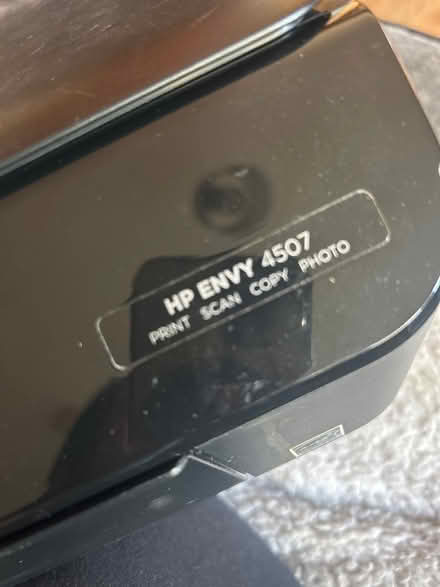 HP ENVY 4507
PRINT SCAN COPY PHOTO